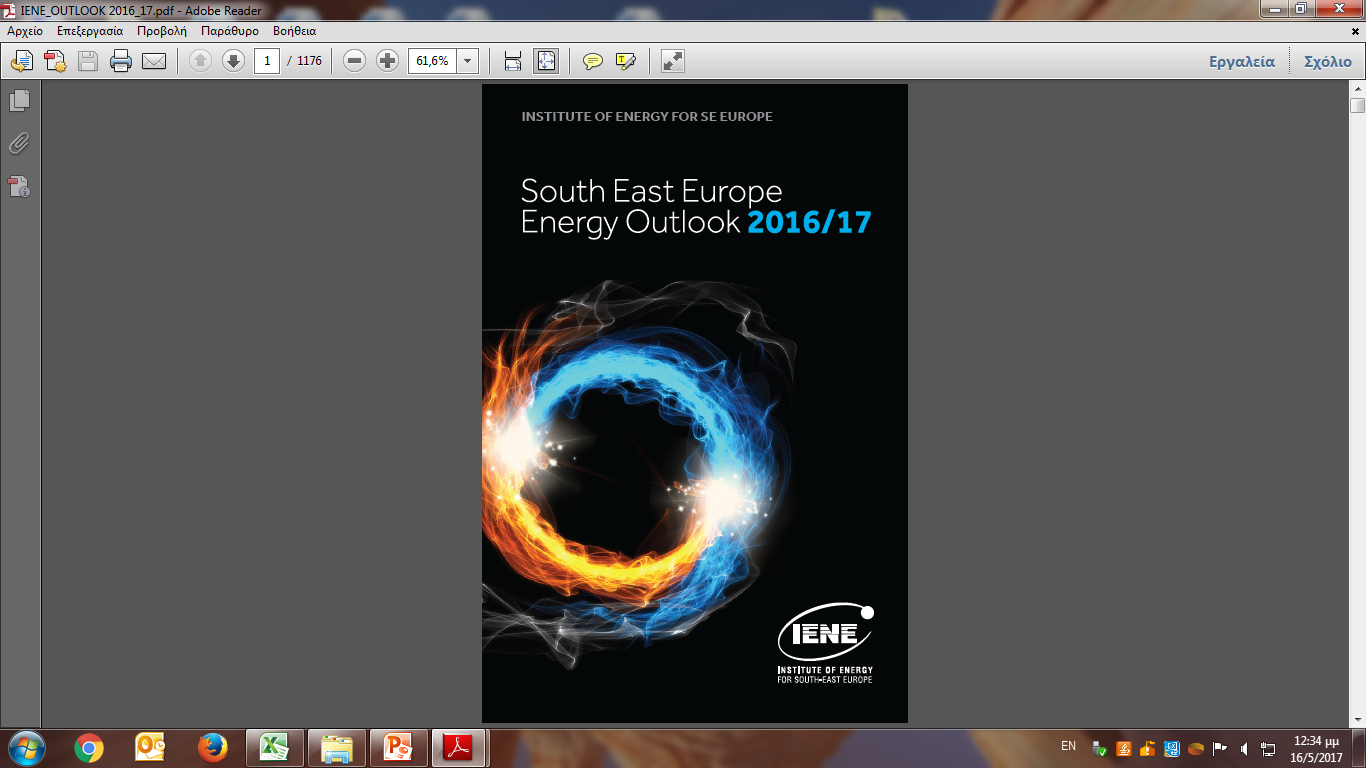 IENE_OUTLOOK 2016_17.pdf - Adobe Reader
Αρχείο Επεξεργασία Προβολή Παράθυρο Βοήθεια
1 / 1176 61,6% Εργαλεία Σχόλιο
INSTITUTE OF ENERGY FOR SE EUROPE
South East Europe
Energy Outlook 2016/17
IENE
INSTITUTE OF ENERGY
FOR SOUTH-EAST EUROPE
EN 12:34 μμ
16/5/2017